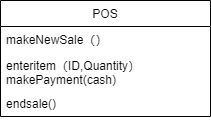 POS
makeNewSale ()
enteritem (ID,Quantity)
makePayment(cash)
endsale()